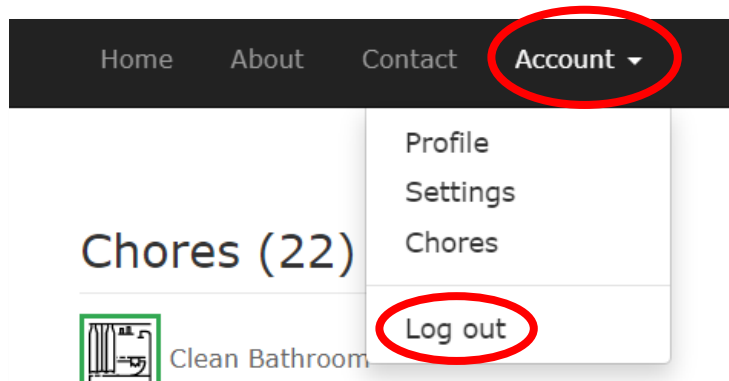 Home About Contact Account
Profile
Settings
Chores
Chores (22)
Log out
Clean Bathroom